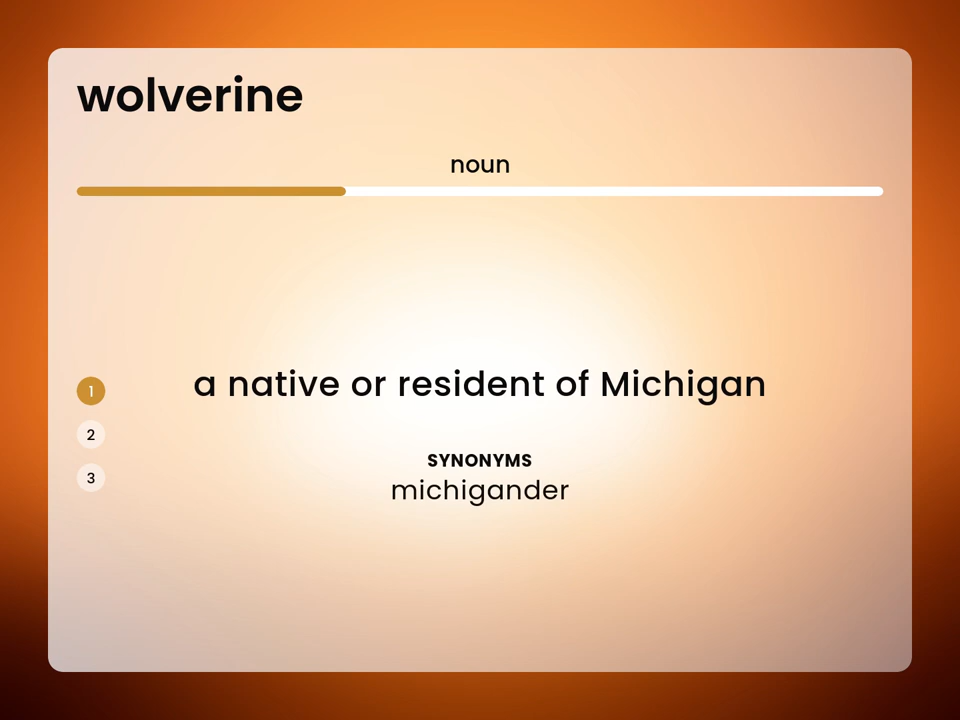 wolverine
noun
1
a native or resident of Michigan
2
SYNONYMS
3
michigander